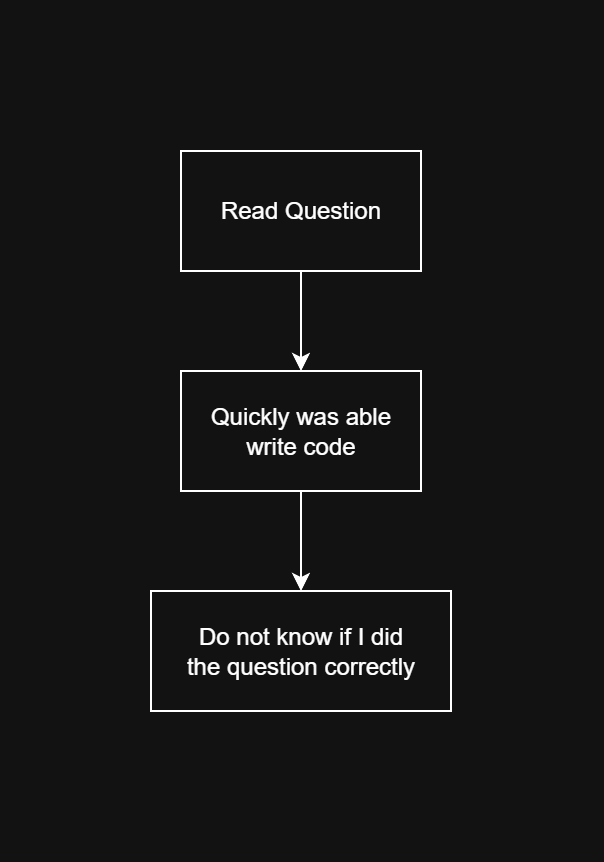 Read Question
Quickly was able
write code
Do not know if I did
the question correctly